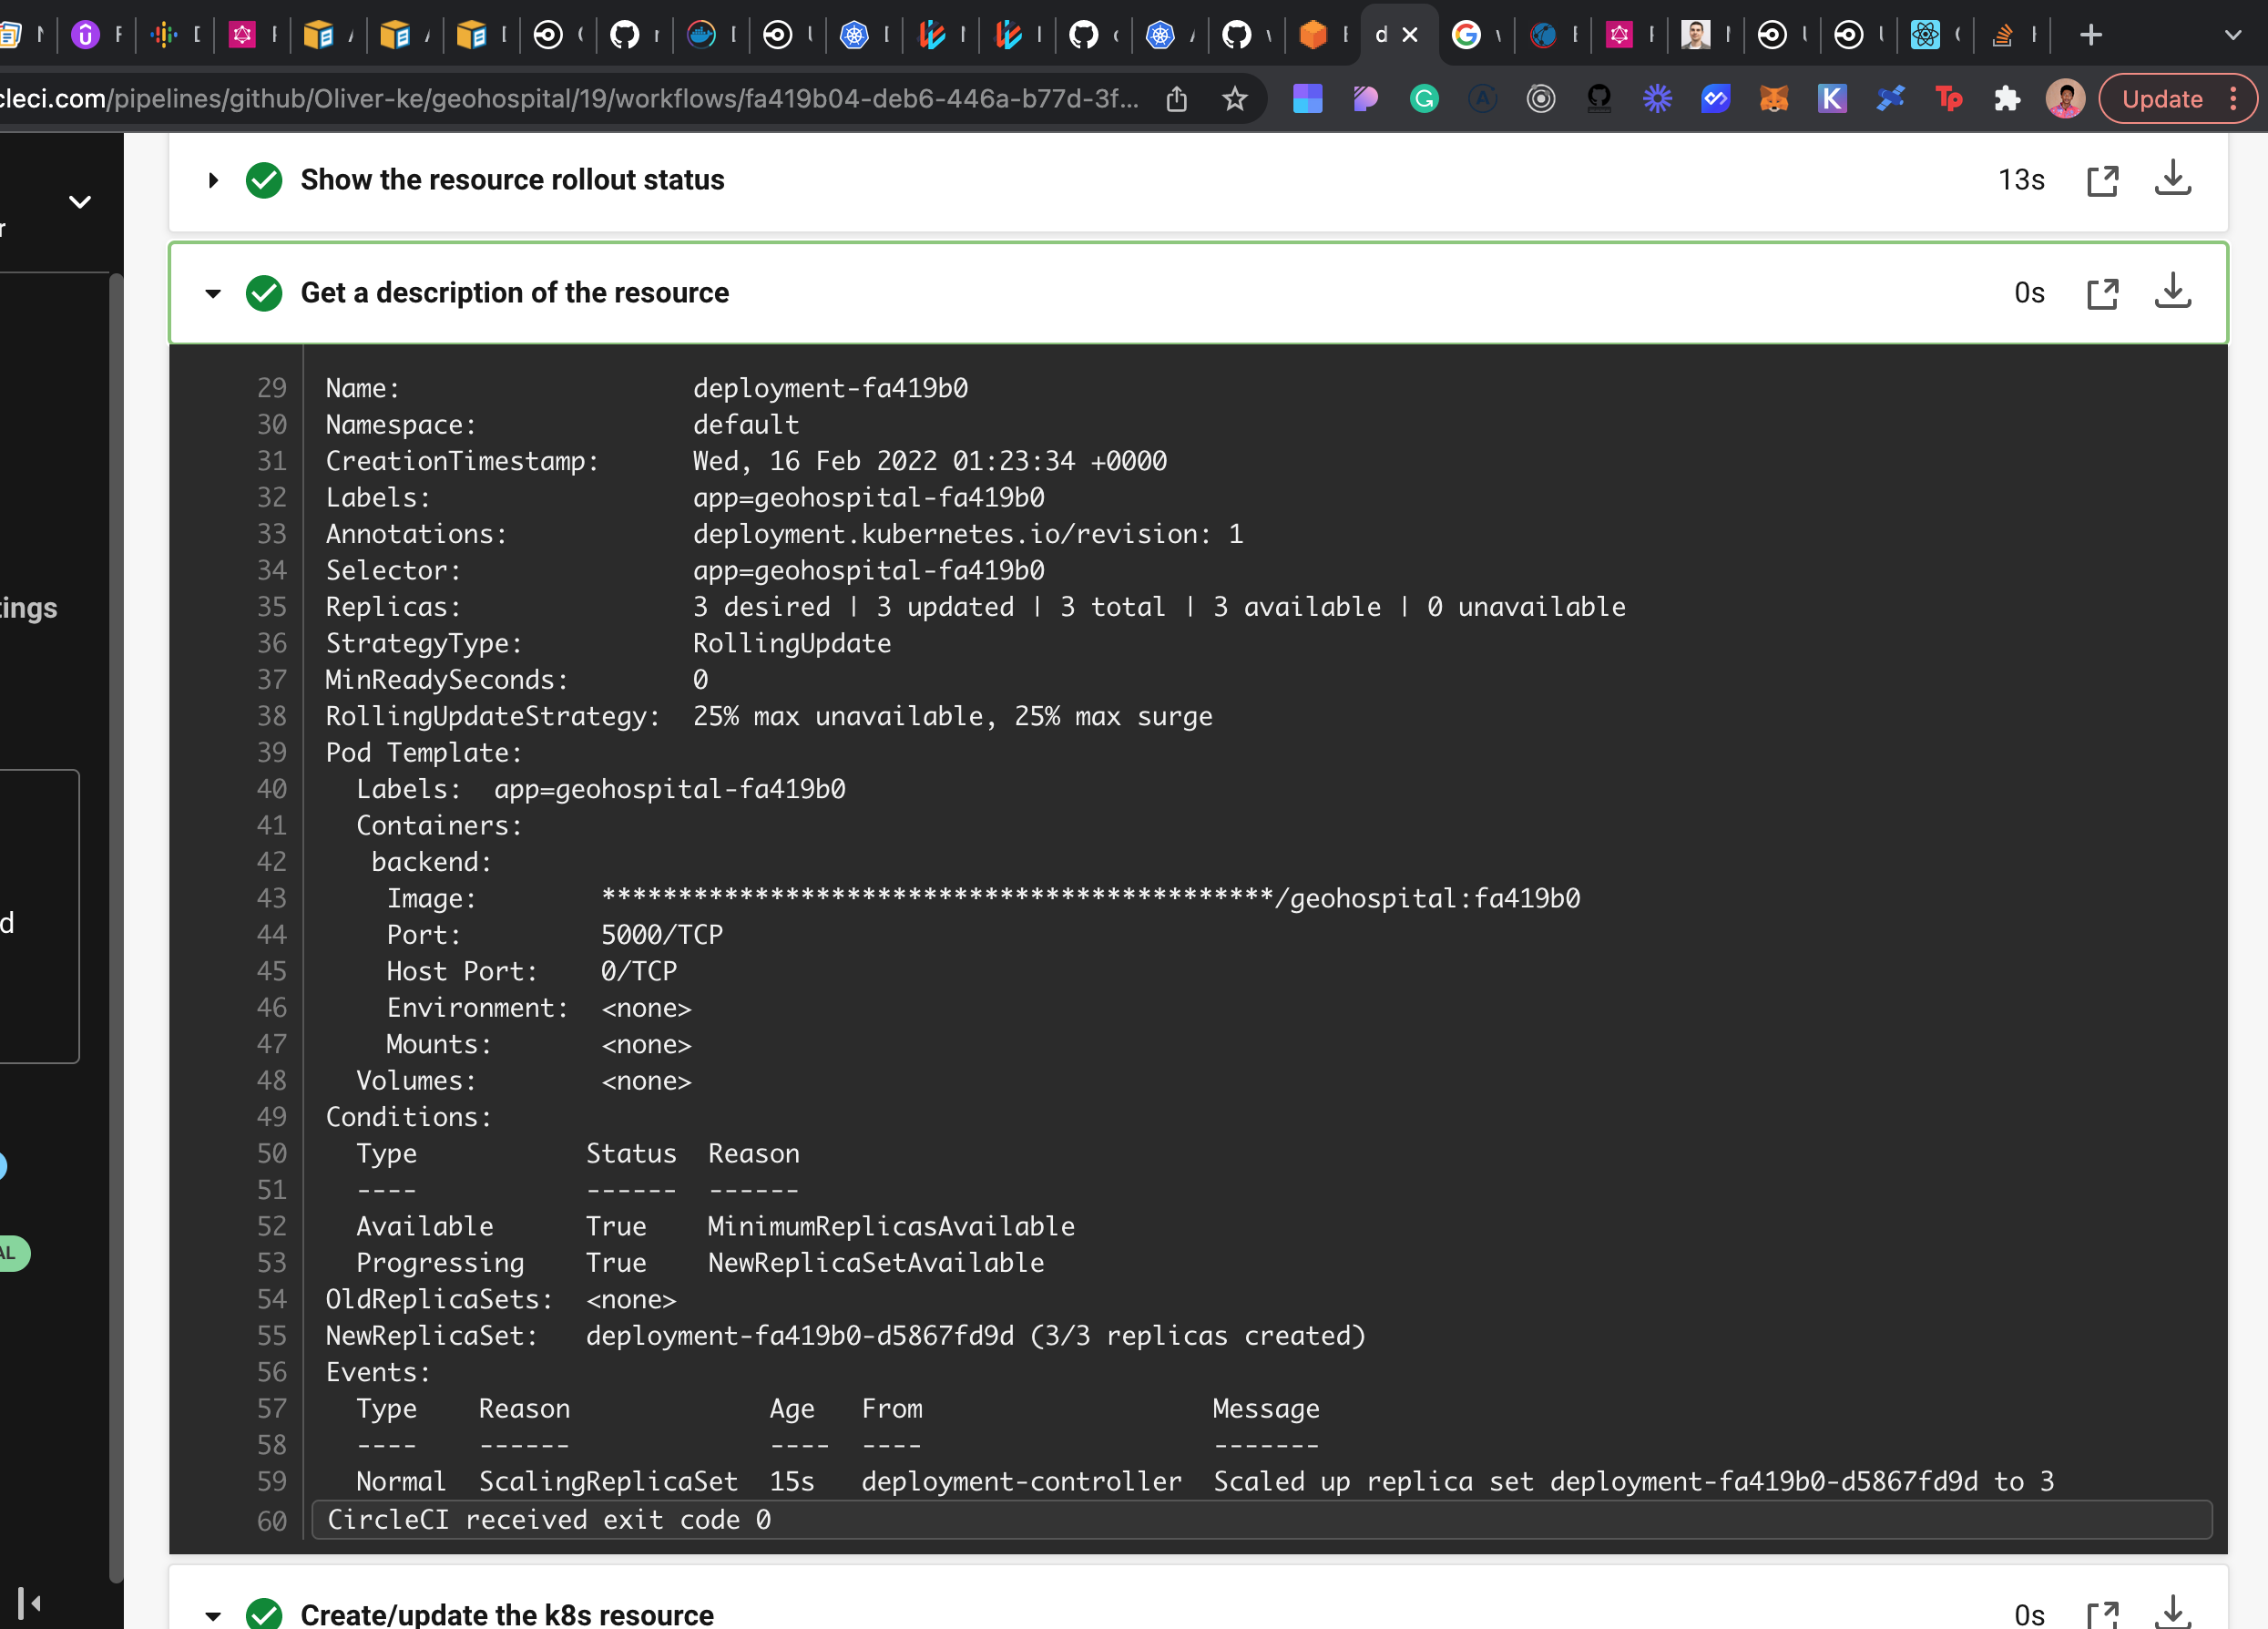 cleci.com/pipelines/github/Oliver-ke/geohospital/19/workflows/fa419b04-deb6-446a-b77d-3f...
Update
Show the resource rollout status 13s
Get a description of the resource 0s
29 Name: deployment-fa419b0
30 Namespace: default
31 CreationTimestamp: Wed, 16 Feb 2022 01:23:34 +0000
32 Labels: app=geohospital-fa419b0
33 Annotations: deployment.kubernetes.io/revision: 1
34 Selector: app=geohospital-fa419b0
35 Replicas: 3 desired | 3 updated | 3 total | 3 available | 0 unavailable
36 StrategyType: RollingUpdate
37 MinReadySeconds: 0
38 RollingUpdateStrategy: 25% max unavailable, 25% max surge
39 Pod Template:
40 Labels: app=geohospital-fa419b0
41 Containers:
42 backend:
43 Image: ********************************************/geohospital:fa419b0
44 Port: 5000/TCP
45 Host Port: 0/TCP
46 Environment: <none>
47 Mounts: <none>
48 Volumes: <none>
49 Conditions:
50 Type Status Reason
51 ---- ------ ------
52 Available True MinimumReplicasAvailable
53 Progressing True NewReplicaSetAvailable
54 OldReplicaSets: <none>
55 NewReplicaSet: deployment-fa419b0-d5867fd9d (3/3 replicas created)
56 Events:
57 Type Reason Age From Message
58 ---- ------ ---- ---- -------
59 Normal ScalingReplicaSet 15s deployment-controller Scaled up replica set deployment-fa419b0-d5867fd9d to 3
60 CircleCI received exit code 0
Create/update the k8s resource 0s